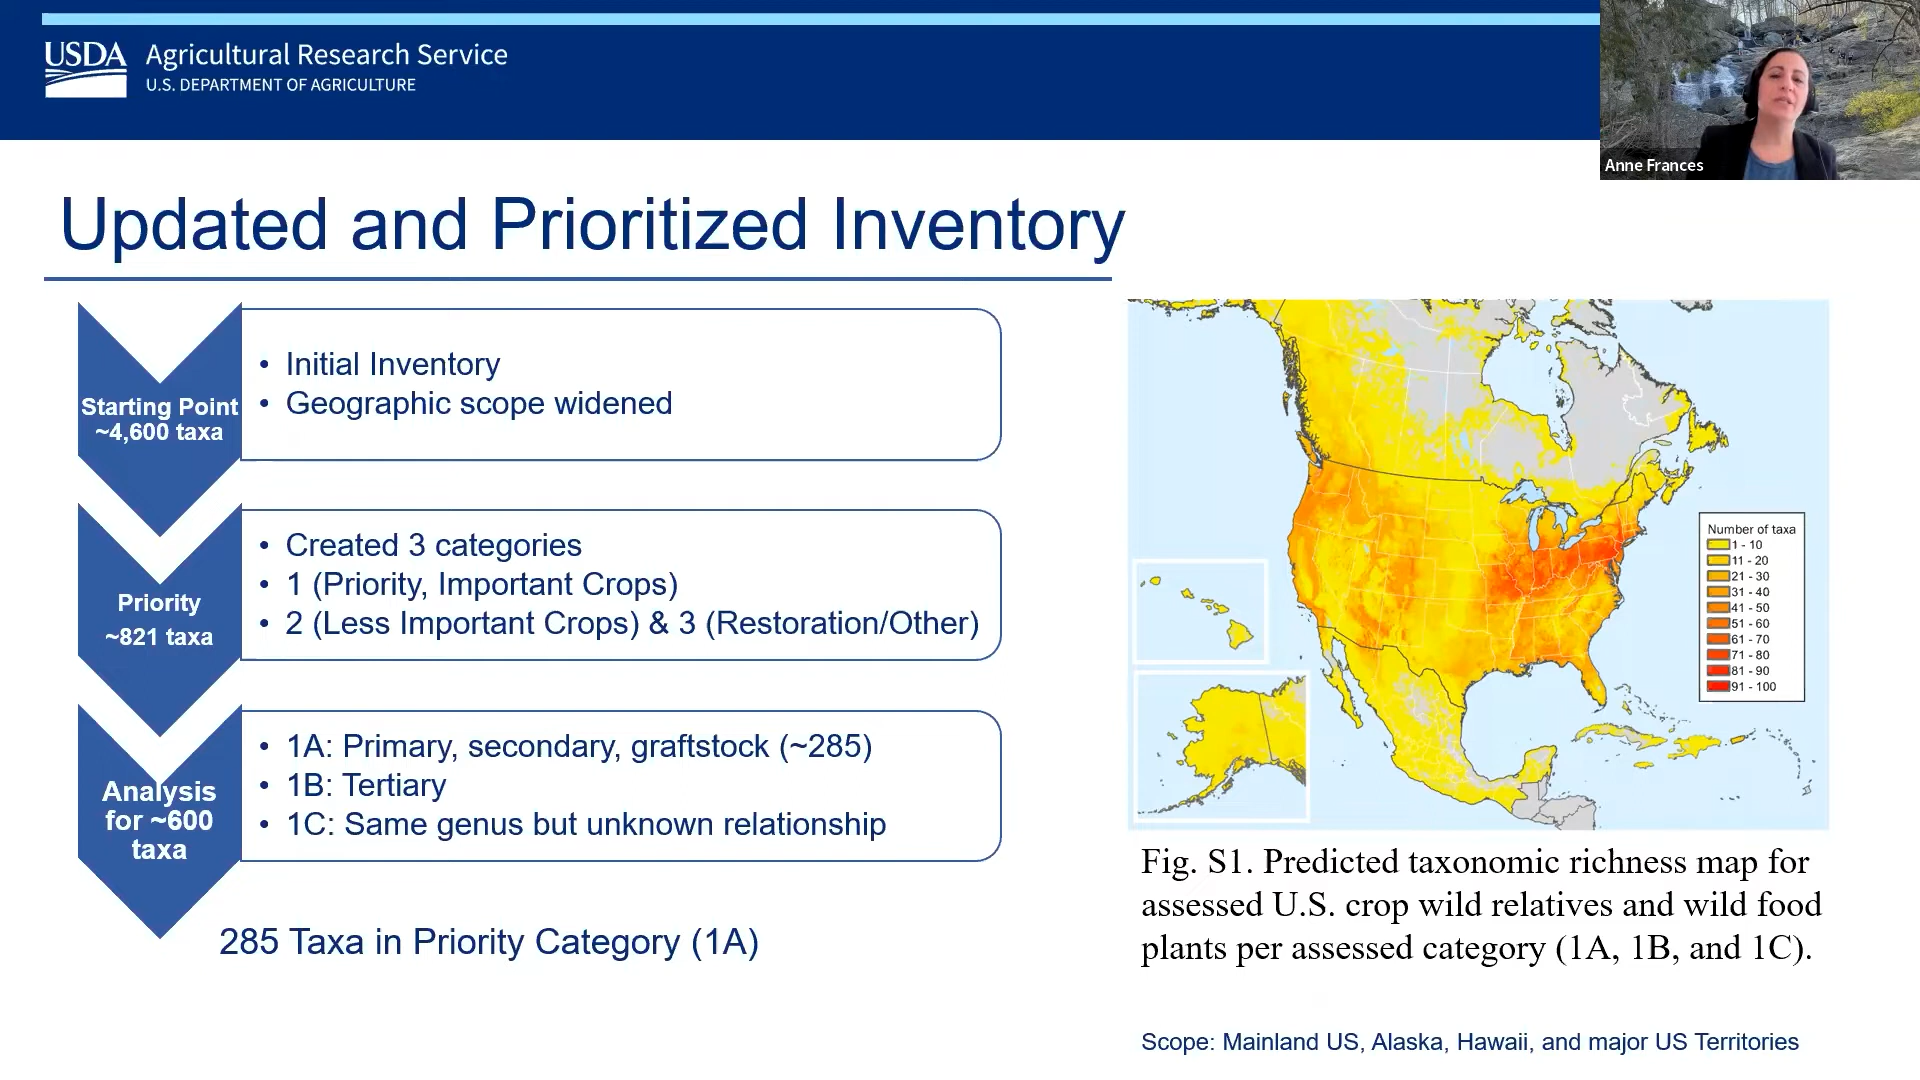 USDA Agricultural Research Service
U.S. DEPARTMENT OF AGRICULTURE
Anne Frances
Updated and Prioritized Inventory
Starting Point
~4,600 taxa
• Initial Inventory
• Geographic scope widened
Priority
~821 taxa
• Created 3 categories
• 1 (Priority, Important Crops)
• 2 (Less Important Crops) & 3 (Restoration/Other)
Analysis
for ~600
taxa
• 1A: Primary, secondary, graftstock (~285)
• 1B: Tertiary
• 1C: Same genus but unknown relationship
285 Taxa in Priority Category (1A)
Number of taxa
1 - 10
11 - 20
21 - 30
31 - 40
41 - 50
51 - 60
61 - 70
71 - 80
81 - 90
91 - 100
Fig. S1. Predicted taxonomic richness map for
assessed U.S. crop wild relatives and wild food
plants per assessed category (1A, 1B, and 1C).
Scope: Mainland US, Alaska, Hawaii, and major US Territories